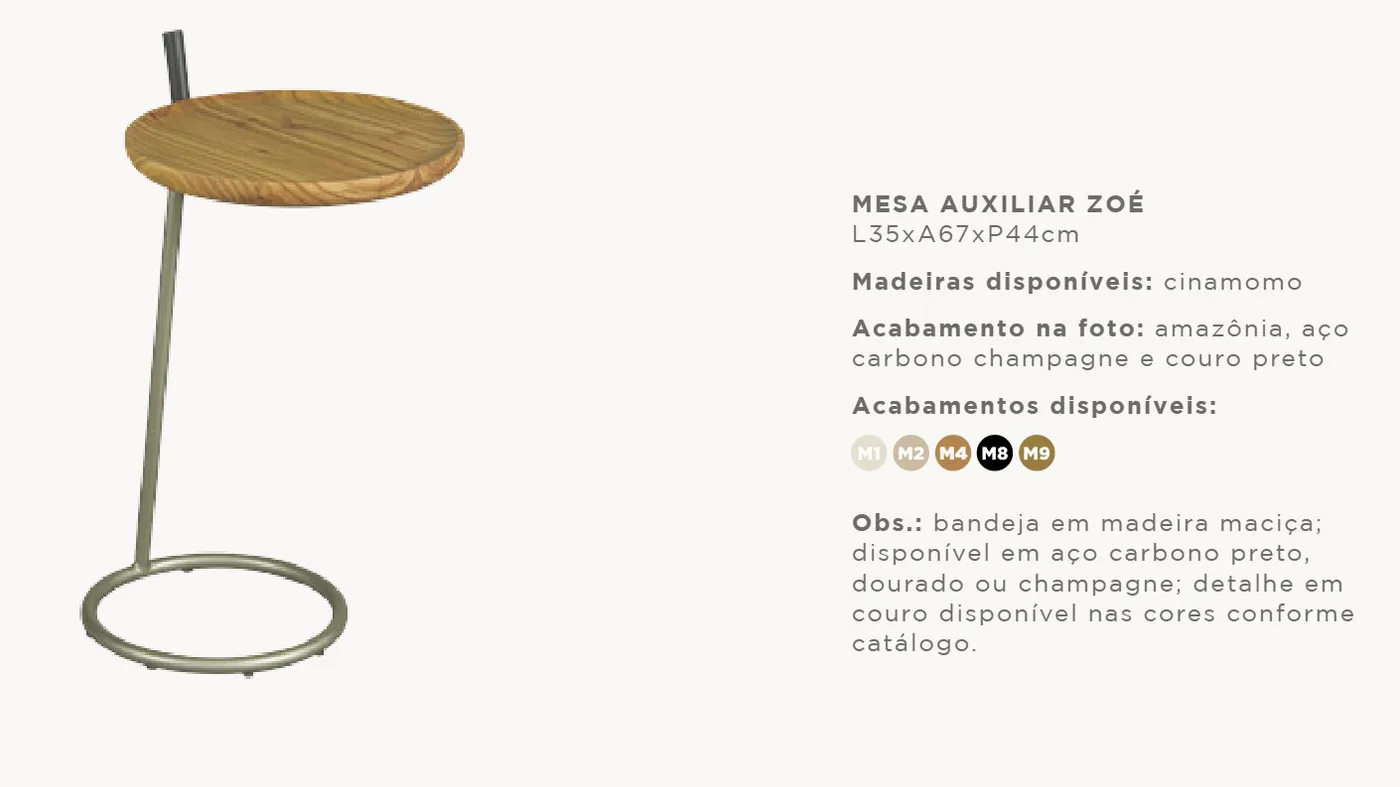 MESA AUXILIAR ZOÉ
L35xA67xP44cm
Madeiras disponíveis: cinamomo
Acabamento na foto: amazônia, aço
carbono champagne e couro preto
Acabamentos disponíveis:
M1 M2 M4 M8 M9
Obs.: bandeja em madeira maciça;
disponível em aço carbono preto,
dourado ou champagne; detalhe em
couro disponível nas cores conforme
catálogo.